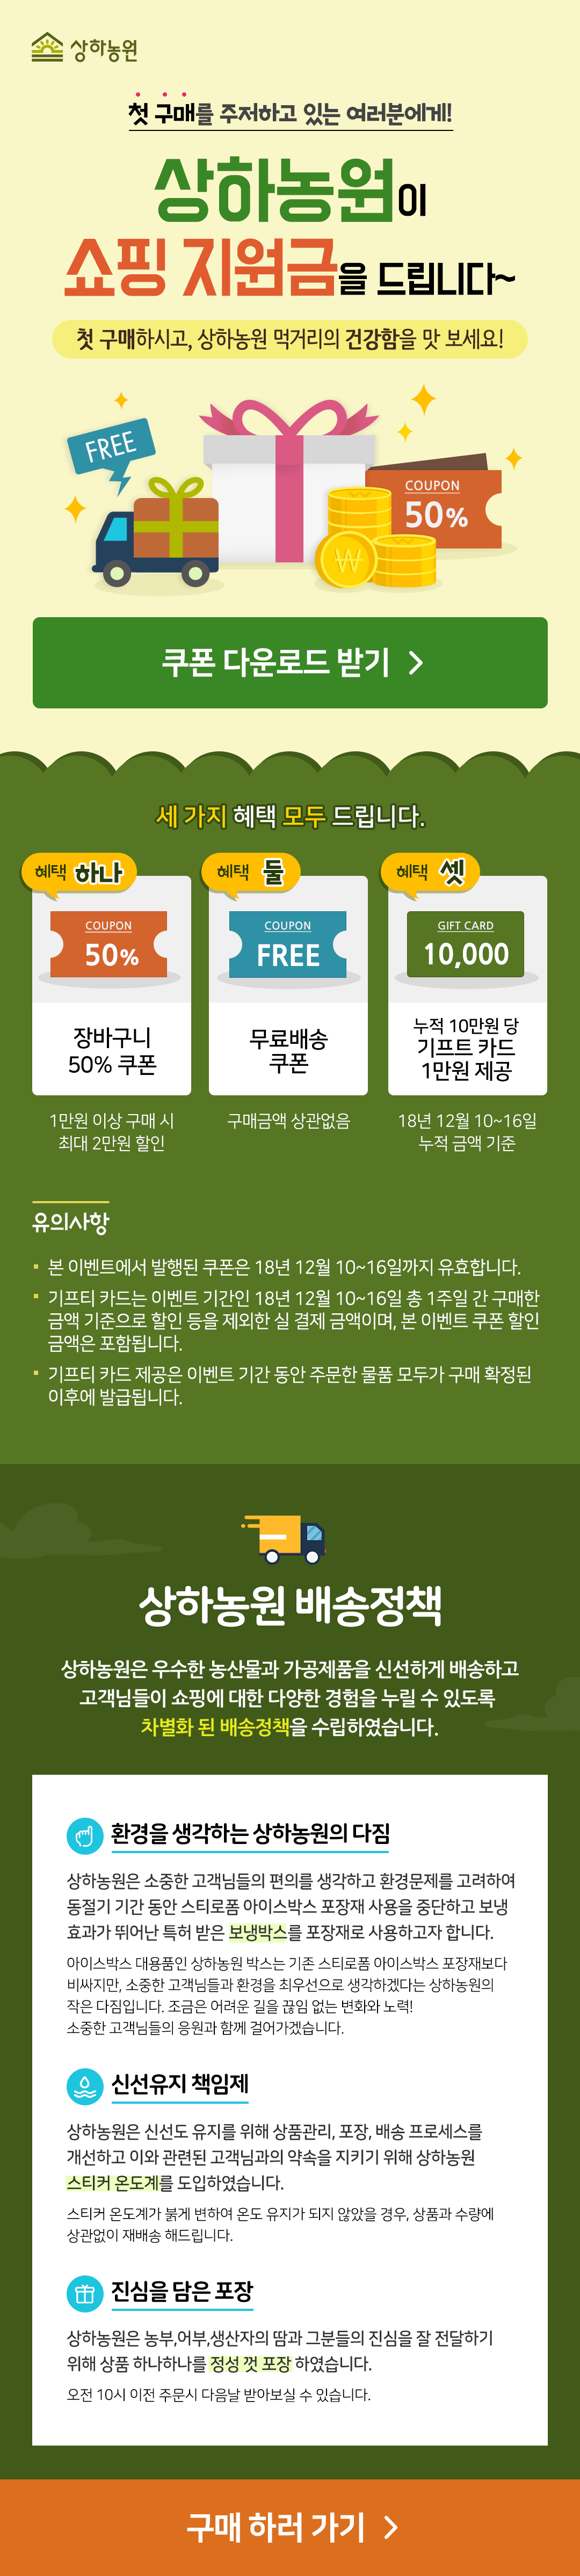 상하농원
첫 구매를 주저하고 있는 여러분에게!
상하농원이
쇼핑 지원금을 드립니다~
첫 구매하시고, 상하농원 먹거리의 건강함을 맛 보세요!
FREE
COUPON
50%
₩
쿠폰 다운로드 받기 >
세 가지 혜택 모두 드립니다.
혜택 하나
COUPON
50%
장바구니
50% 쿠폰
1만원 이상 구매 시
최대 2만원 할인
혜택 둘
COUPON
FREE
무료배송
쿠폰
구매금액 상관없음
혜택 셋
GIFT CARD
10,000
누적 10만원 당
기프트 카드
1만원 제공
18년 12월 10~16일
누적 금액 기준
유의사항
본 이벤트에서 발행된 쿠폰은 18년 12월 10~16일까지 유효합니다.
기프티 카드는 이벤트 기간인 18년 12월 10~16일 총 1주일 간 구매한
금액 기준으로 할인 등을 제외한 실 결제 금액이며, 본 이벤트 쿠폰 할인
금액은 포함됩니다.
기프티 카드 제공은 이벤트 기간 동안 주문한 물품 모두가 구매 확정된
이후에 발급됩니다.
상하농원 배송정책
상하농원은 우수한 농산물과 가공제품을 신선하게 배송하고
고객님들이 쇼핑에 대한 다양한 경험을 누릴 수 있도록
차별화 된 배송정책을 수립하였습니다.
환경을 생각하는 상하농원의 다짐
상하농원은 소중한 고객님들의 편의를 생각하고 환경문제를 고려하여
동절기 기간 동안 스티로폼 아이스박스 포장재 사용을 중단하고 보냉
효과가 뛰어난 특허 받은 보냉박스를 포장재로 사용하고자 합니다.
아이스박스 대용품인 상하농원 박스는 기존 스티로폼 아이스박스 포장재보다
비싸지만, 소중한 고객님들과 환경을 최우선으로 생각하겠다는 상하농원의
작은 다짐입니다. 조금은 어려운 길을 끊임 없는 변화와 노력!
소중한 고객님들의 응원과 함께 걸어가겠습니다.
신선유지 책임제
상하농원은 신선도 유지를 위해 상품관리, 포장, 배송 프로세스를
개선하고 이와 관련된 고객님과의 약속을 지키기 위해 상하농원
스티커 온도계를 도입하였습니다.
스티커 온도계가 붉게 변하여 온도 유지가 되지 않았을 경우, 상품과 수량에
상관없이 재배송 해드립니다.
진심을 담은 포장
상하농원은 농부,어부,생산자의 땀과 그분들의 진심을 잘 전달하기
위해 상품 하나하나를 정성 껏 포장 하였습니다.
오전 10시 이전 주문시 다음날 받아보실 수 있습니다.
구매 하러 가기 >